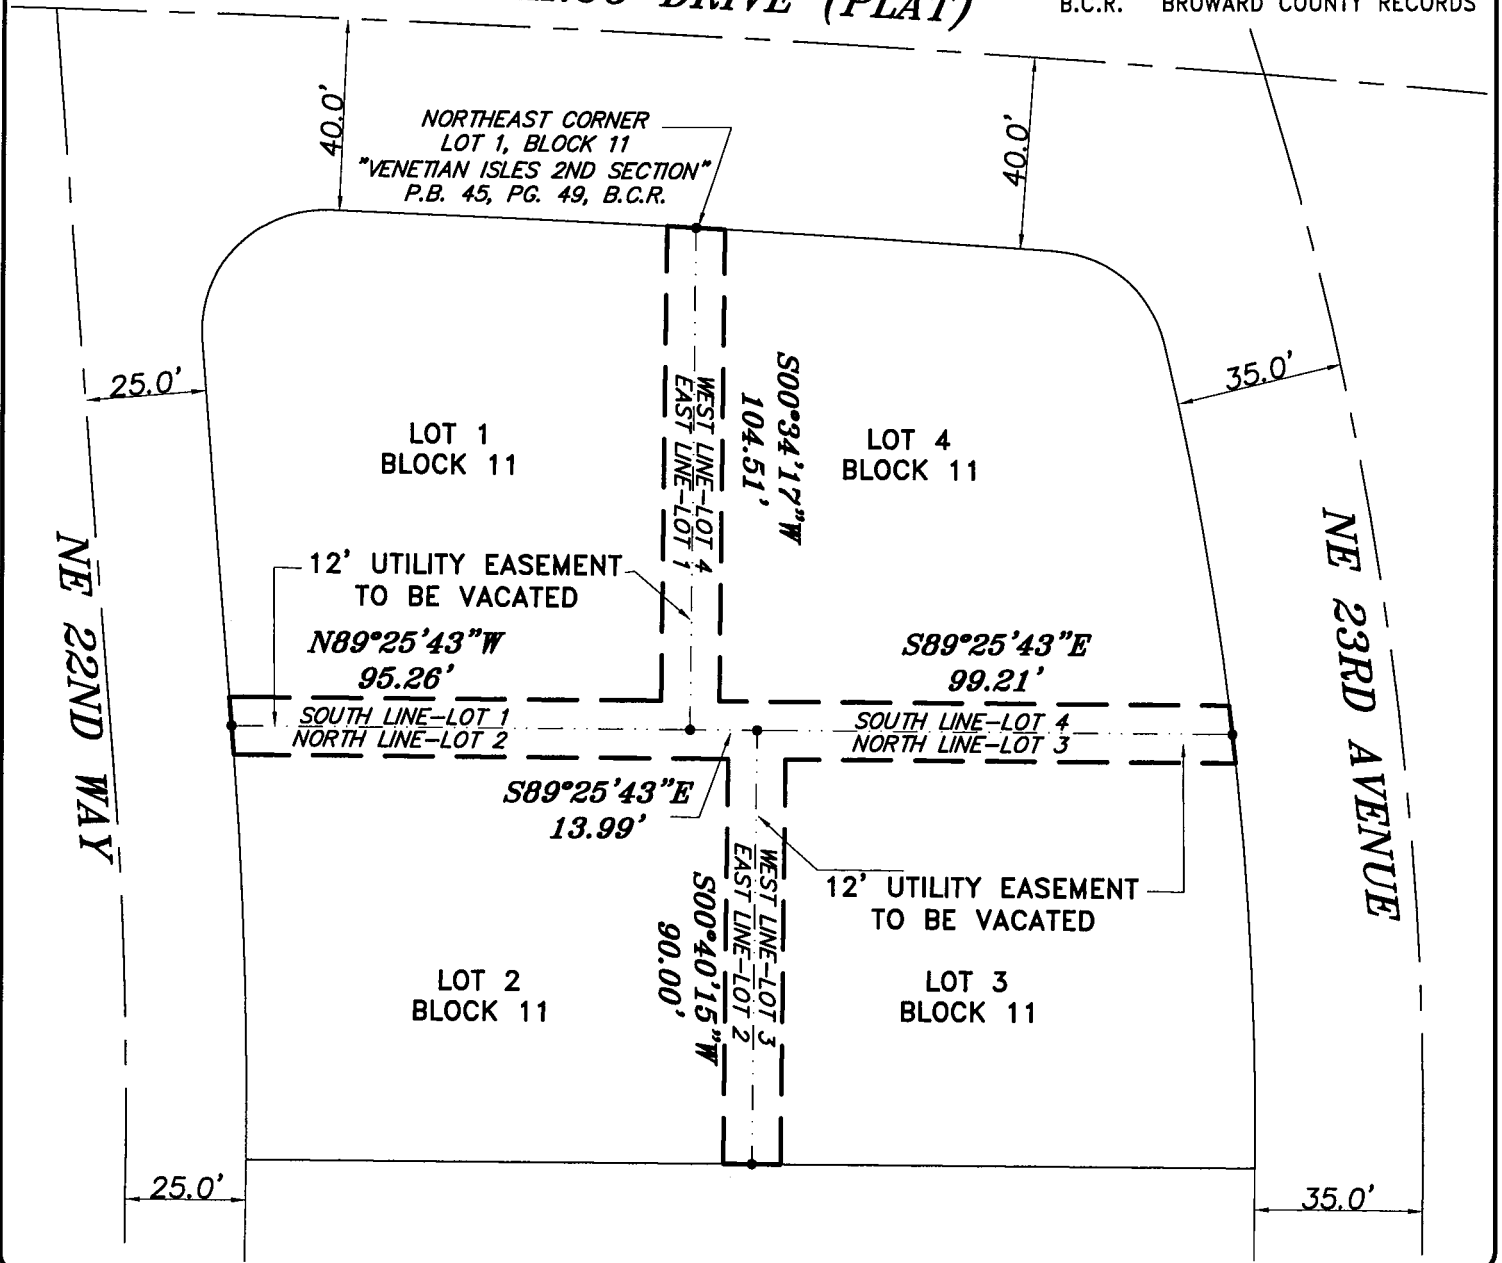 DRIVE (PLAT)
B.C.R. BROWARD COUNTY RECORDS
40.0'
NORTHEAST CORNER
LOT 1, BLOCK 11
"VENETIAN ISLES 2ND SECTION"
P.B. 45, PG. 49, B.C.R.
40.0'
25.0'
35.0'
LOT 1
BLOCK 11
WEST LINE-LOT 4
EAST LINE-LOT 1
S00°34'17"W
104.51'
LOT 4
BLOCK 11
NE 22ND WAY
NE 23RD AVENUE
12' UTILITY EASEMENT
TO BE VACATED
N89°25'43"W
95.26'
S89°25'43"E
99.21'
SOUTH LINE-LOT 1
NORTH LINE-LOT 2
SOUTH LINE-LOT 4
NORTH LINE-LOT 3
S89°25'43"E
13.99'
WEST LINE-LOT 3
EAST LINE-LOT 2
S00°40'15"W
90.00'
12' UTILITY EASEMENT
TO BE VACATED
LOT 2
BLOCK 11
LOT 3
BLOCK 11
25.0'
35.0'